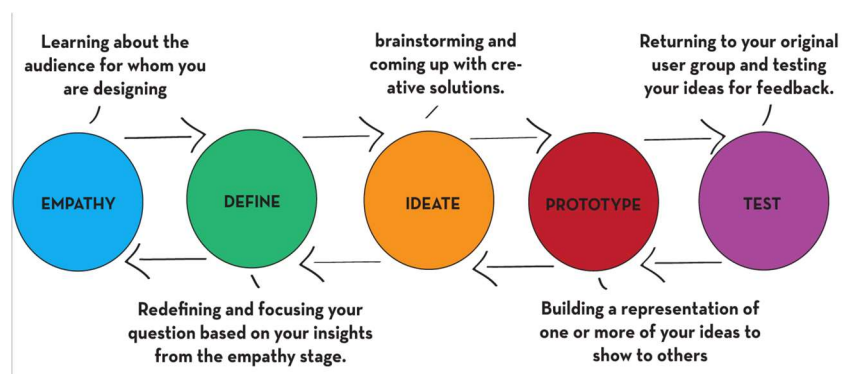 Learning about the
audience for whom you
are designing
brainstorming and
coming up with cre-
ative solutions.
Returning to your original
user group and testing
your ideas for feedback.
EMPATHY
DEFINE
IDEATE
PROTOTYPE
TEST
Redefining and focusing your
question based on your insights
from the empathy stage.
Building a representation of
one or more of your ideas to
show to others